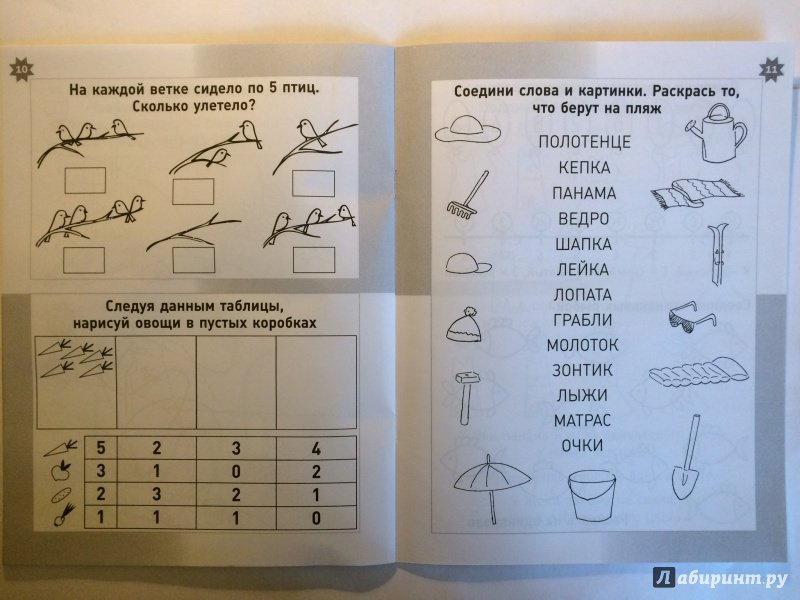 10
На каждой ветке сидело по 5 птиц.
Сколько улетело?
Следуя данным таблицы,
нарисуй овощи в пустых коробках
5 2 3 4
3 1 0 2
2 3 2 1
1 1 1 0
11
Соедини слова и картинки. Раскрась то,
что берут на пляж
ПОЛОТЕНЦЕ
КЕПКА
ПАНАМА
ВЕДРО
ШАПКА
ЛЕЙКА
ЛОПАТА
ГРАБЛИ
МОЛОТОК
ЗОНТИК
ЛЫЖИ
МАТРАС
ОЧКИ
Лабиринт.ру